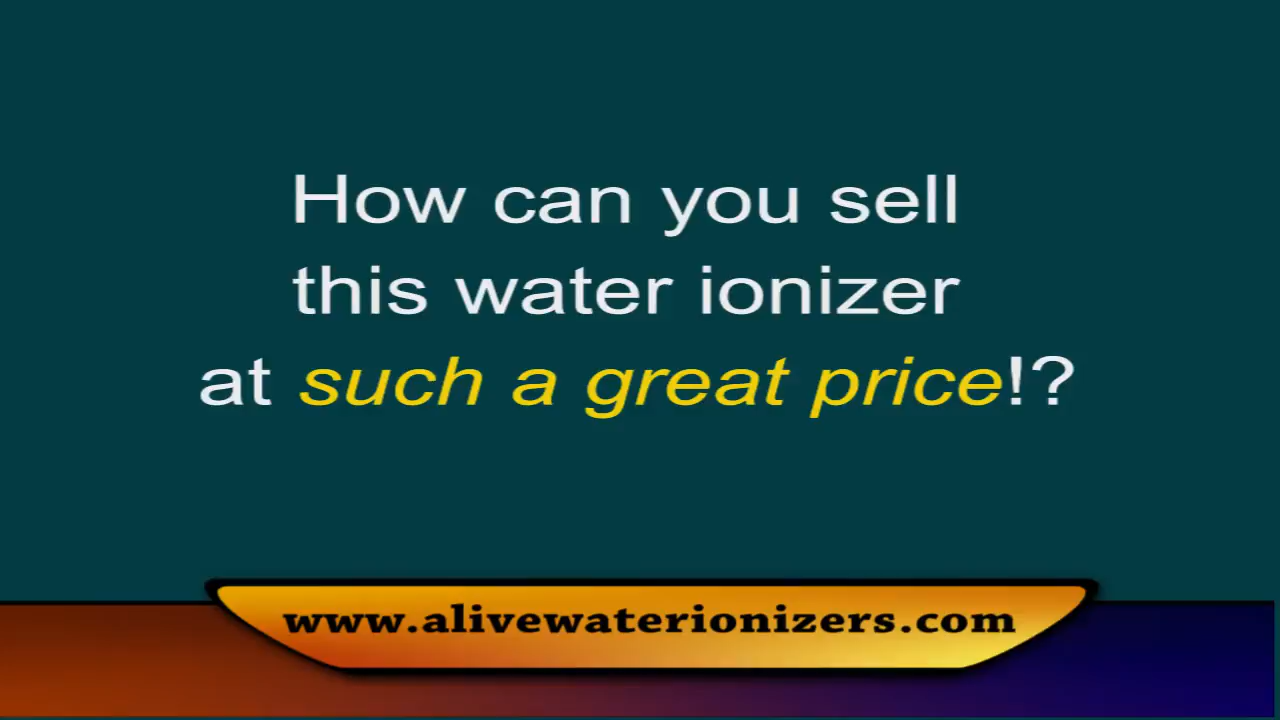 How can you sell
this water ionizer
at such a great price!?
www.alivewaterionizers.com